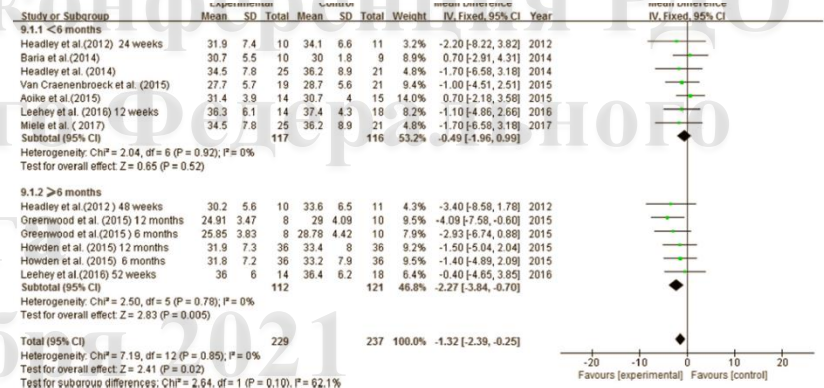 Experimental Control Mean Difference Mean Difference
Study or Subgroup Mean SD Total Mean SD Total Weight IV, Fixed, 95% CI Year IV, Fixed, 95% CI
9.1.1 <6 months
Headley et.(2012) 24 weeks 31.9 7.4 10 34.1 6.6 11 3.2% -2.20 [-8.22, 3.82] 2012
Baria et al.(2014) 30.7 5.5 10 30 1.8 9 8.9% 0.70 [-2.91, 4.31] 2014
Headley et al. (2014) 34.5 7.8 25 36.2 8.9 21 4.9% -1.70 [-6.58, 3.18] 2014
Van Craenenbroeck et al. (2015) 27.7 5.7 19 28.7 5.6 21 -1.00 [-4.51, 2.51] 2015
Aoike et al.(2015) 31.4 3.9 14 30.7 4 15 14.0% 0.70 [-2.18, 3.58] 2015
Leehey et al. (2016) 12 weeks 36.3 6.1 14 37.4 4.3 18 -1.10 [-4.86, 2.66] 2016
Miele et al. ( 2017) 34.5 7.8 25 36.2 8.9 21 -1.70 [-6.58, 3.18] 2017
Subtotal (95% CI) 117 116 53.2% -0.49 [-1.96, 0.99]
Heterogeneity: Chi² = 2.04, df = 6 (P = 0.92); I² = 0%
Test for overall effect: Z = 0.65 (P = 0.52)
9.1.2 ⩾6 months
Headley et al.(2012 ) 48 weeks 30.2 5.6 10 33.6 6.5 11 4.3% -3.40 [-8.58, 1.78] 2012
Greenwood et al. (2015) 12 months 24.91 3.47 8 29 4.09 10 -4.09 [-7.58, -0.60] 2015
Greenwood et al. (2015 ) 6 months 25.85 3.83 8 28.78 4.42 10 -2.93 [-6.74, 0.88] 2015
Howden et al. (2015) 12 months 31.9 7.3 36 33.4 8 36 -1.50 [-5.04, 2.04] 2015
Howden et al. (2015) 6 months 31.8 7.2 36 33.2 7.9 36 -1.40 [-4.89, 2.09] 2015
Leehey et al.(2016) 52 weeks 36 6 14 36.4 6.2 18 -0.40 [-4.65, 3.85] 2016
Subtotal (95% CI) 112 121 46.8% -2.27 [-3.84, -0.70]
Heterogeneity: Chi² = 2.50, df = 5 (P = 0.78); I² = 0%
Test for overall effect: Z = 2.83 (P = 0.005)
Total (95% CI) 229 237 100.0% -1.32 [-2.39, -0.25]
Heterogeneity: Chi² = 7.19, df = 12 (P = 0.85); I² = 0%
Test for overall effect: Z = 2.41 (P = 0.02)
Test for subgroup differences: Chi² = 2.64, df = 1 (P = 0.10), I² = 62.1%
-20 -10 0 10 20
Favours [experimental] Favours [control]
2021